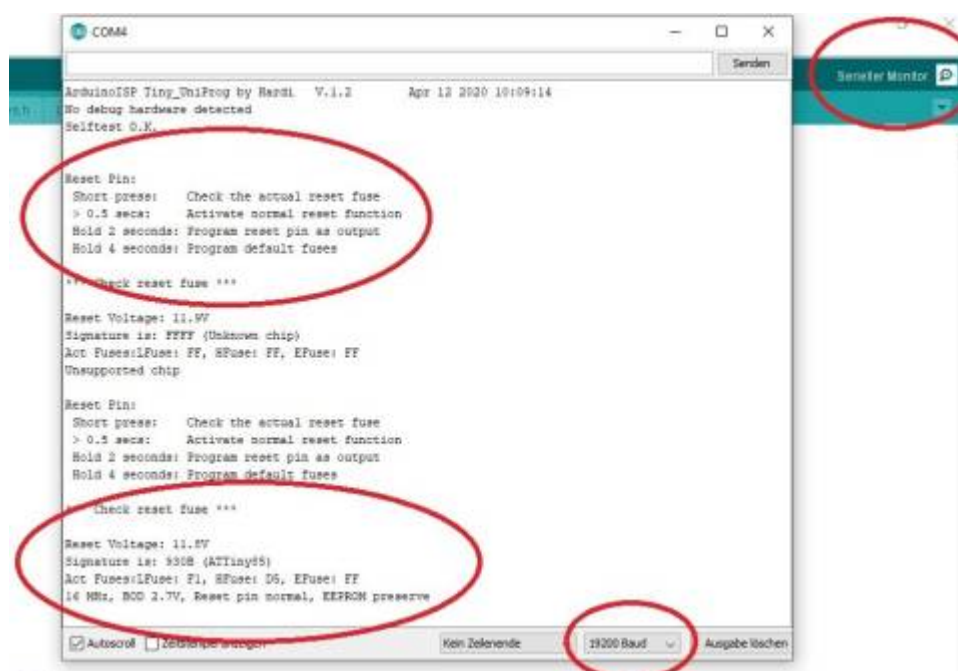 COM4
Senden
Serieller Monitor
ArduinoISP Tiny_UniProg by Hardi V.1.2 Apr 12 2020 10:09:14
No debug hardware detected
Selftest O.K.
Reset Pin:
Short press: Check the actual reset fuse
> 0.5 secs: Activate normal reset function
Hold 2 seconds: Program reset pin as output
Hold 4 seconds: Program default fuses
*** Check reset fuse ***
Reset Voltage: 11.9V
Signature is: FFFF (Unknown chip)
Act Fuses:LFuse: FF, HFuse: FF, EFuse: FF
Unsupported chip
Reset Pin:
Short press: Check the actual reset fuse
> 0.5 secs: Activate normal reset function
Hold 2 seconds: Program reset pin as output
Hold 4 seconds: Program default fuses
Check reset fuse ***
Reset Voltage:
Signature is: 930B (ATTiny85)
Act Fuses:LFuse: F1, HFuse: D5, EFuse: FF
16 MHz, BOD 2.7V, Reset pin normal, EEPROM preserve
Autoscroll Zeitstempel anzeigen Kein Zeilenende 19200 Baud Ausgabe löschen